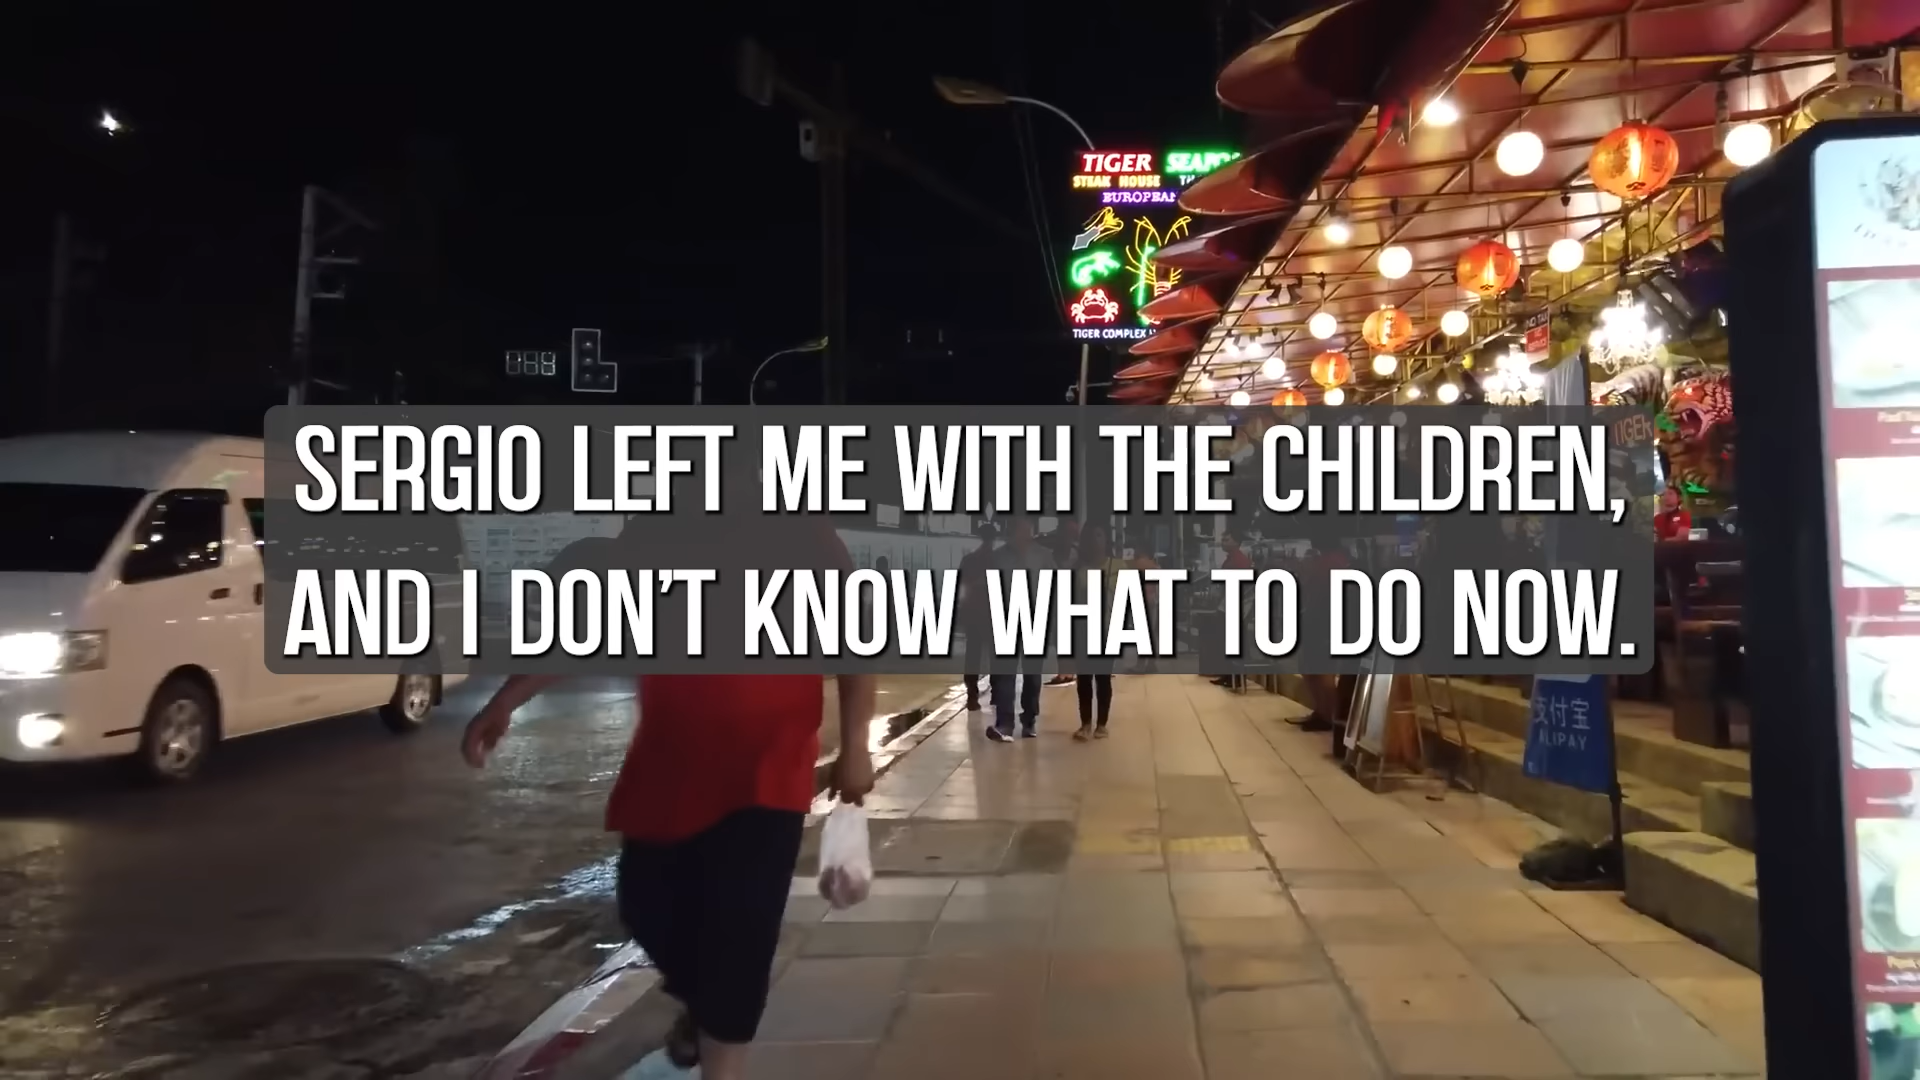 TIGER
STEAK HOUSE
EUROPEAN
TIGER COMPLEX
SERGIO LEFT ME WITH THE CHILDREN,
AND I DON’T KNOW WHAT TO DO NOW.
支付宝
ALIPAY